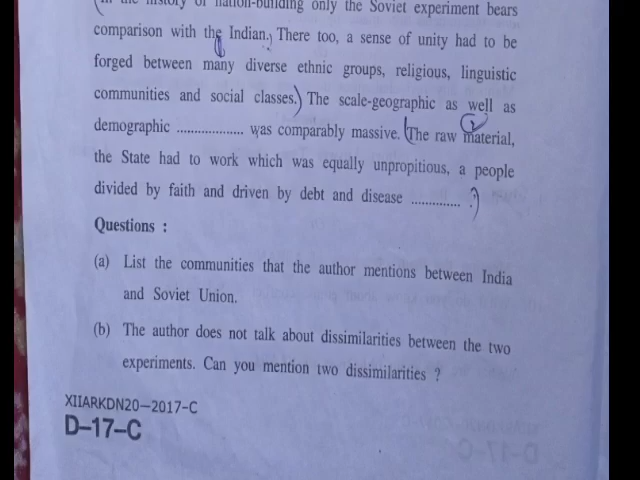 (In the history of nation-building only the Soviet experiment bears
comparison with the Indian.) There too, a sense of unity had to be
forged between many diverse ethnic groups, religious, linguistic
communities and social classes.) The scale-geographic as well as
demographic ................... was comparably massive. (The raw material,
the State had to work which was equally unpropitious, a people
divided by faith and driven by debt and disease .............. .)
Questions :
(a) List the communities that the author mentions between India
and Soviet Union.
(b) The author does not talk about dissimilarities between the two
experiments. Can you mention two dissimilarities ?
XIIARKDN20–2017-C
D–17–C